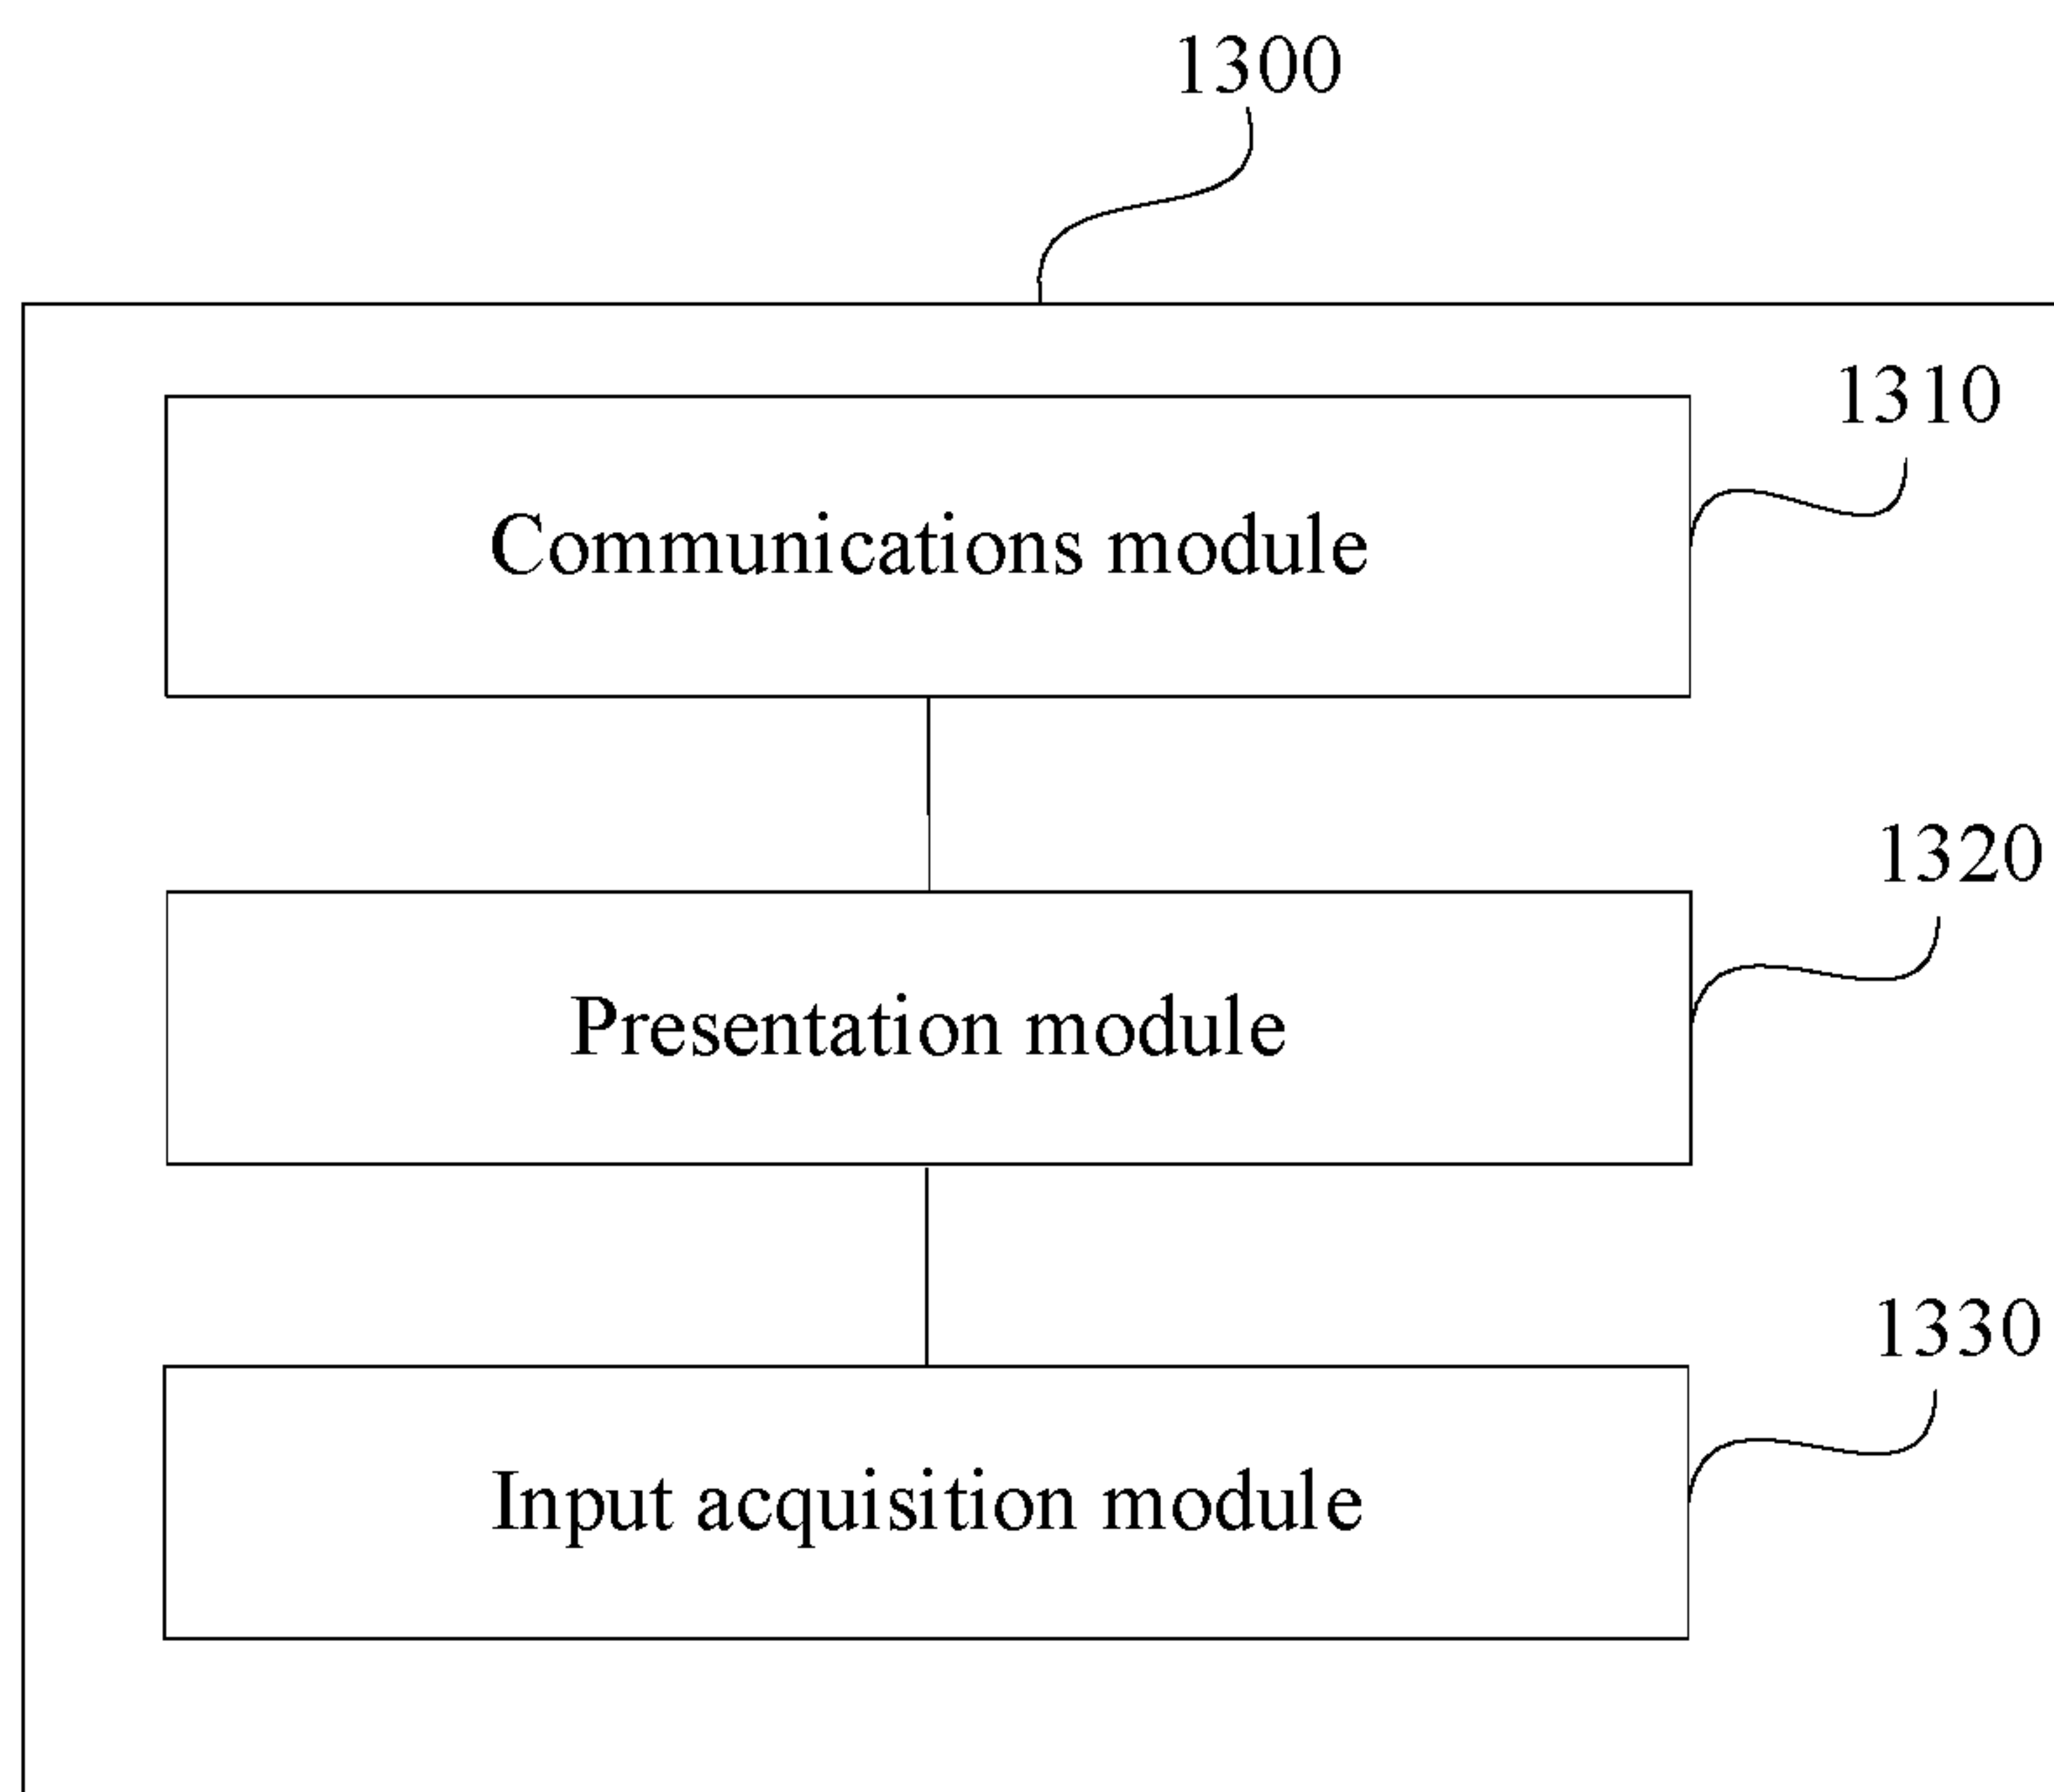 1300
1310
Communications module
1320
Presentation module
1330
Input acquisition module